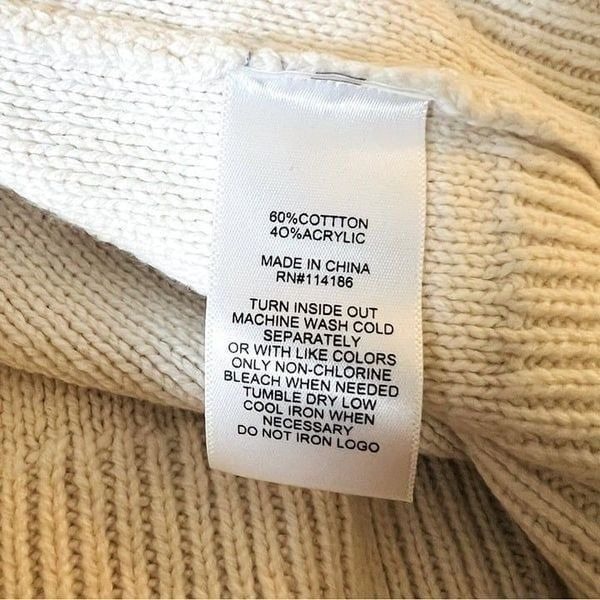 60%COTTTON
40%ACRYLIC
MADE IN CHINA
RN#114186
TURN INSIDE OUT
MACHINE WASH COLD
SEPARATELY
OR WITH LIKE COLORS
ONLY NON-CHLORINE
BLEACH WHEN NEEDED
TUMBLE DRY LOW
COOL IRON WHEN
NECESSARY
DO NOT IRON LOGO